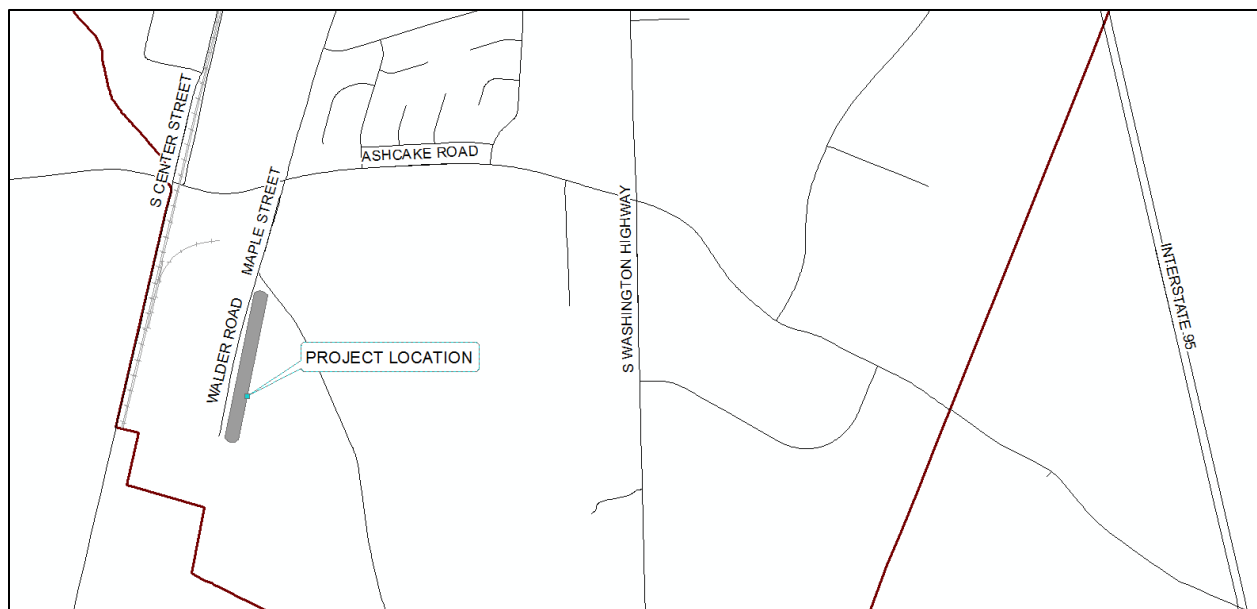 S CENTER STREET
ASHCAKE ROAD
MAPLE STREET
S WASHINGTON HIGHWAY
INTERSTATE 95
WALDER ROAD
PROJECT LOCATION